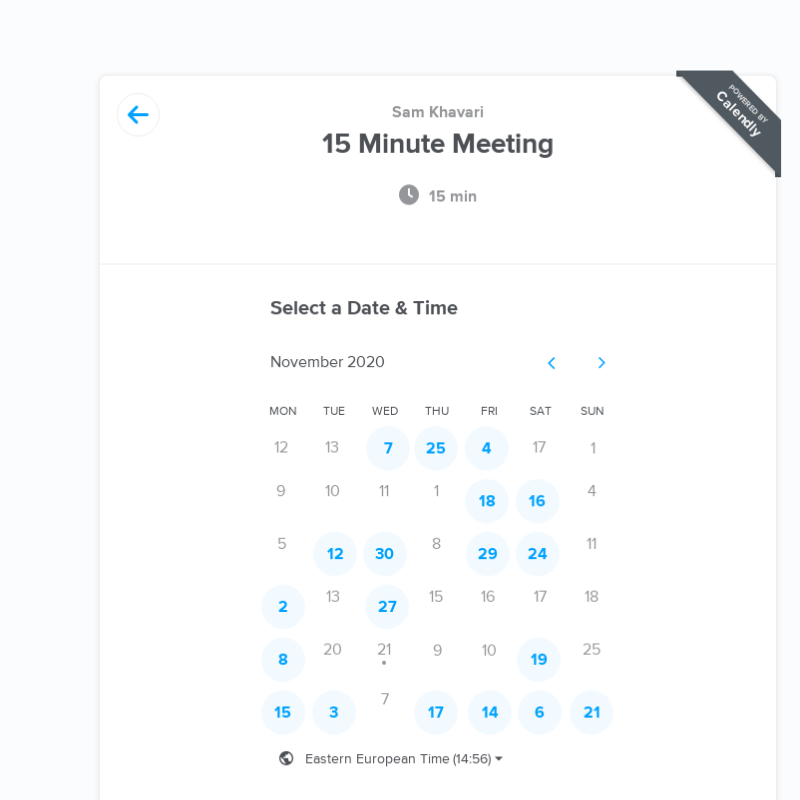 POWERED BY
Calendly
Sam Khavari
15 Minute Meeting
15 min
Select a Date & Time
November 2020
MON TUE WED THU FRI SAT SUN
12 13 7 25 4 17 1
9 10 11 1 18 16 4
5 12 30 8 29 24 11
2 13 27 15 16 17 18
8 20 21 9 10 19 25
15 3 7 17 14 6 21
Eastern European Time (14:56)